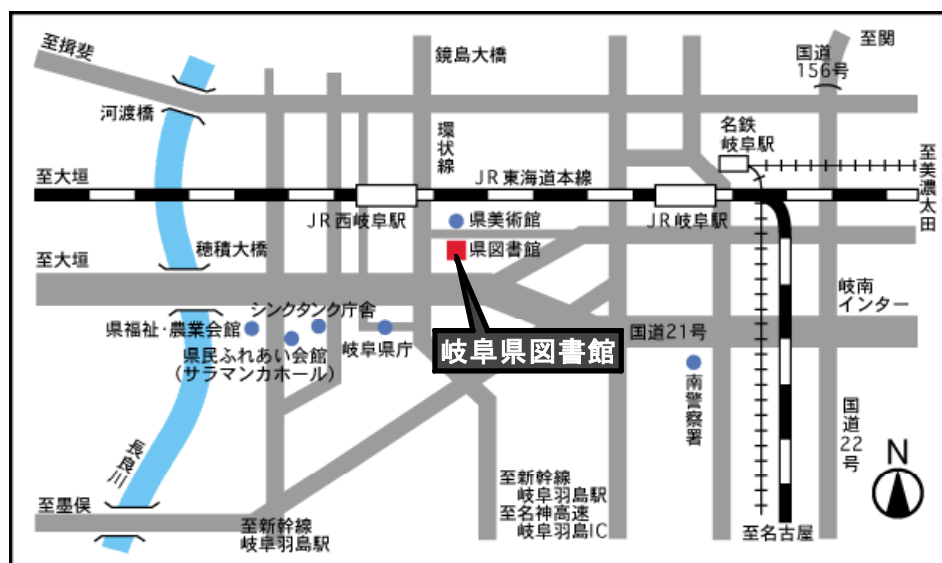 至揖斐
鏡島大橋
国道
156号
至関
河渡橋
環状線
名鉄
岐阜駅
至美濃太田
至大垣
JR東海道本線
JR西岐阜駅
JR岐阜駅
県美術館
穂積大橋
県図書館
至大垣
岐南
インター
シンクタンク庁舎
県福祉・農業会館
県民ふれあい会館
(サラマンカホール)
岐阜県庁
岐阜県図書館
国道21号
南警察署
国道22号
長良川
N
至墨俣
至新幹線
岐阜羽島駅
至新幹線
岐阜羽島駅
至名神高速
岐阜羽島IC
至名古屋